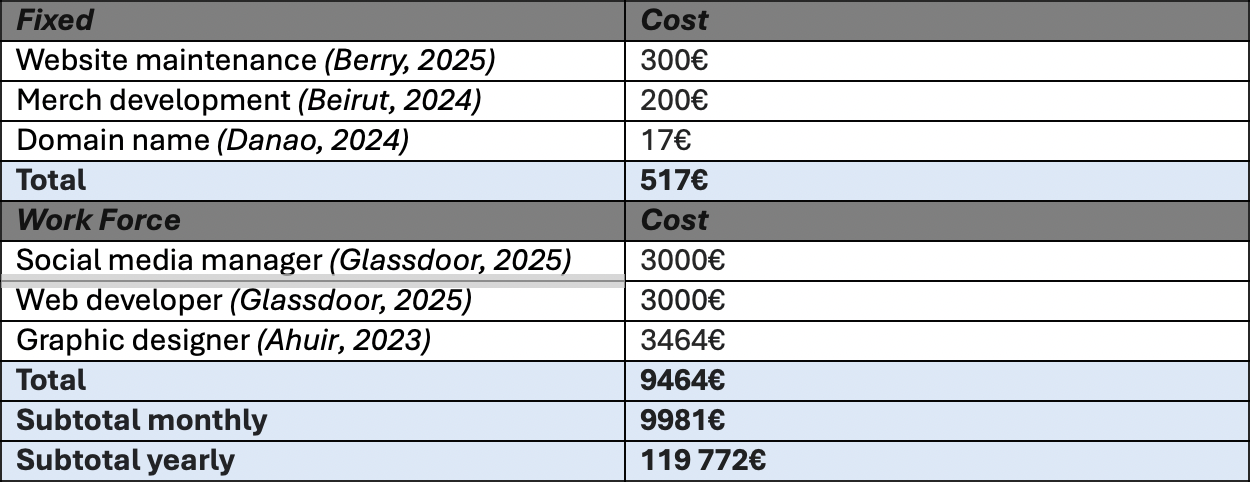 Fixed Cost
Website maintenance (Berry, 2025) 300€
Merch development (Beirut, 2024) 200€
Domain name (Danao, 2024) 17€
Total 517€
Work Force Cost
Social media manager (Glassdoor, 2025) 3000€
Web developer (Glassdoor, 2025) 3000€
Graphic designer (Ahuir, 2023) 3464€
Total 9464€
Subtotal monthly 9981€
Subtotal yearly 119 772€